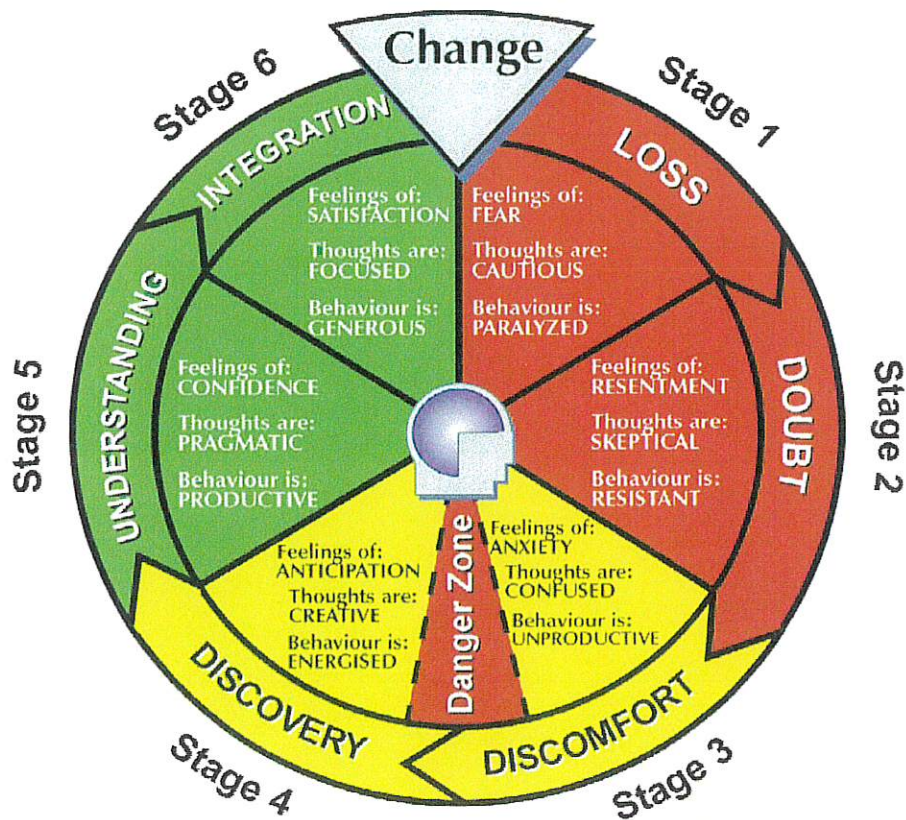 Change
Stage 1
LOSS
Feelings of:
FEAR
Thoughts are:
CAUTIOUS
Behaviour is:
PARALYZED
Stage 2
DOUBT
Feelings of:
RESENTMENT
Thoughts are:
SKEPTICAL
Behaviour is:
RESISTANT
Stage 3
DISCOMFORT
Feelings of:
ANXIETY
Thoughts are:
CONFUSED
Behaviour is:
UNPRODUCTIVE
Danger Zone
Stage 4
DISCOVERY
Feelings of:
ANTICIPATION
Thoughts are:
CREATIVE
Behaviour is:
ENERGISED
Stage 5
UNDERSTANDING
Feelings of:
CONFIDENCE
Thoughts are:
PRAGMATIC
Behaviour is:
PRODUCTIVE
Stage 6
INTEGRATION
Feelings of:
SATISFACTION
Thoughts are:
FOCUSED
Behaviour is:
GENEROUS